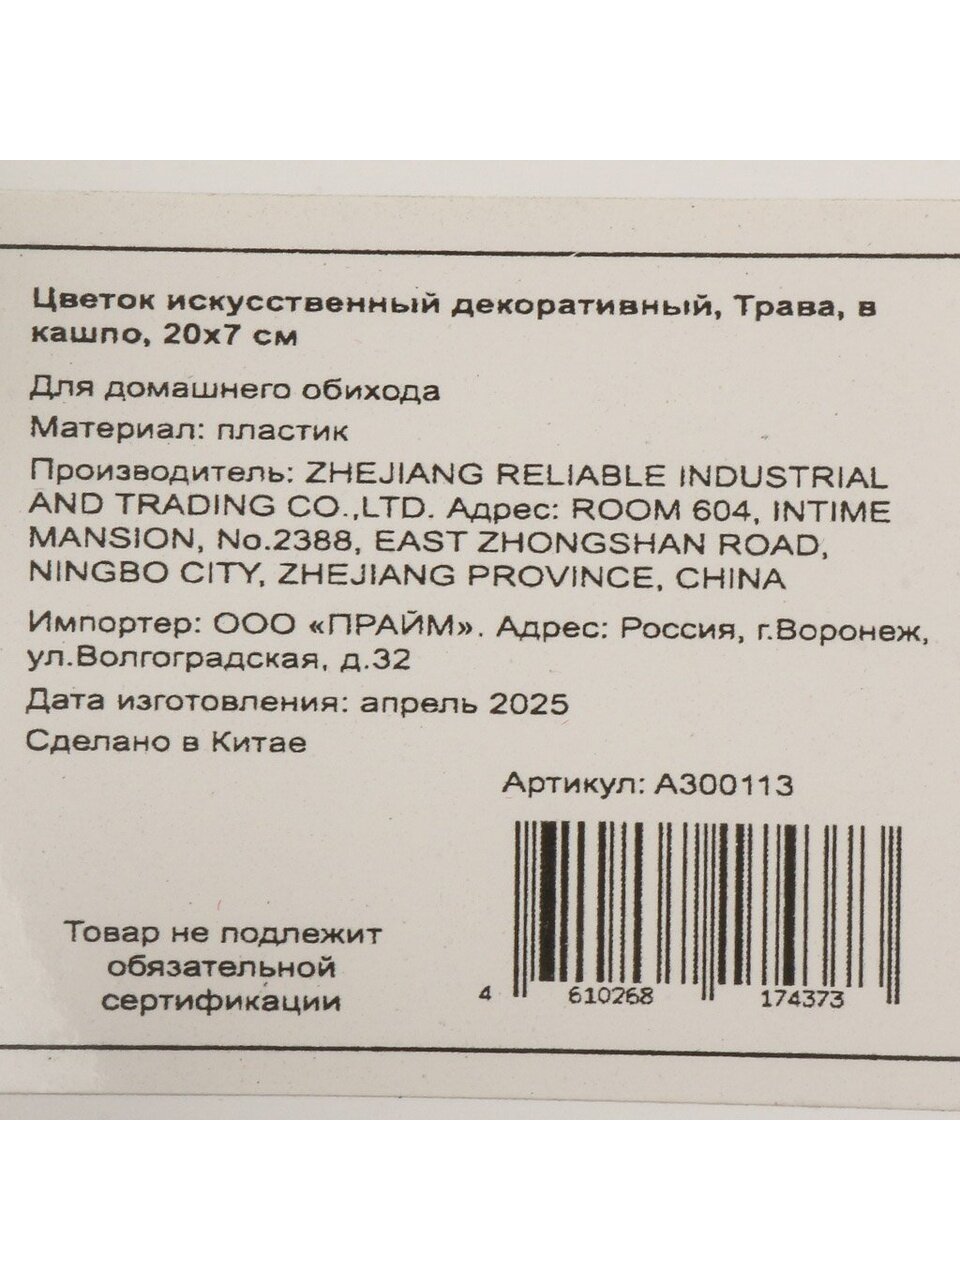 Цветок искусственный декоративный, Трава, в
кашпо, 20x7 см
Для домашнего обихода
Материал: пластик
Производитель: ZHEJIANG RELIABLE INDUSTRIAL
AND TRADING CO.,LTD. Адрес: ROOM 604, INTIME
MANSION, No.2388, EAST ZHONGSHAN ROAD,
NINGBO CITY, ZHEJIANG PROVINCE, CHINA
Импортер: ООО «ПРАЙМ». Адрес: Россия, г.Воронеж,
ул.Волгоградская, д.32
Дата изготовления: апрель 2025
Сделано в Китае
Артикул: A300113
Товар не подлежит
обязательной
сертификации
4 610268 174373